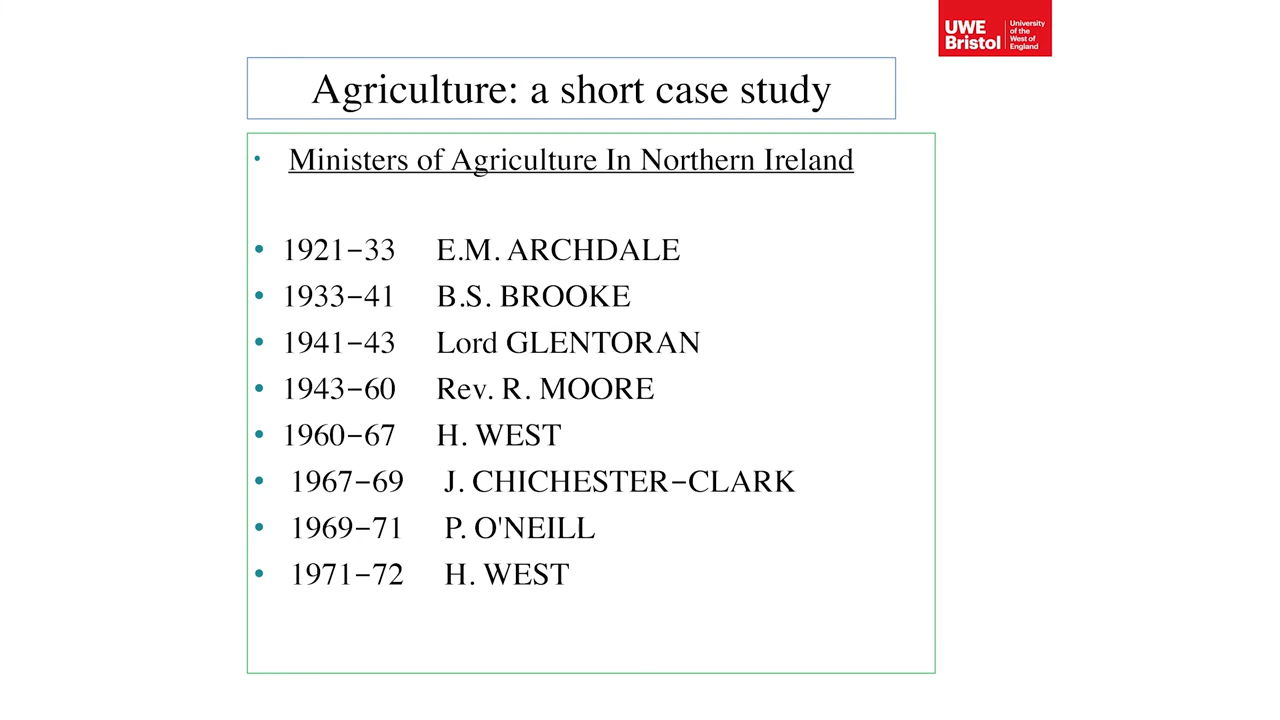 UWE
Bristol
University
of the
West of
England
Agriculture: a short case study
• Ministers of Agriculture In Northern Ireland
• 1921–33 E.M. ARCHDALE
• 1933–41 B.S. BROOKE
• 1941–43 Lord GLENTORAN
• 1943–60 Rev. R. MOORE
• 1960–67 H. WEST
• 1967–69 J. CHICHESTER–CLARK
• 1969–71 P. O'NEILL
• 1971–72 H. WEST